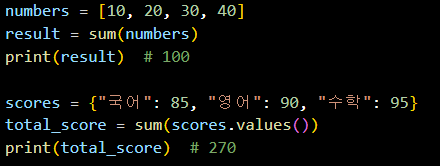 numbers = [10, 20, 30, 40]
result = sum(numbers)
print(result)  # 100
scores = {"국어": 85, "영어": 90, "수학": 95}
total_score = sum(scores.values())
print(total_score)  # 270